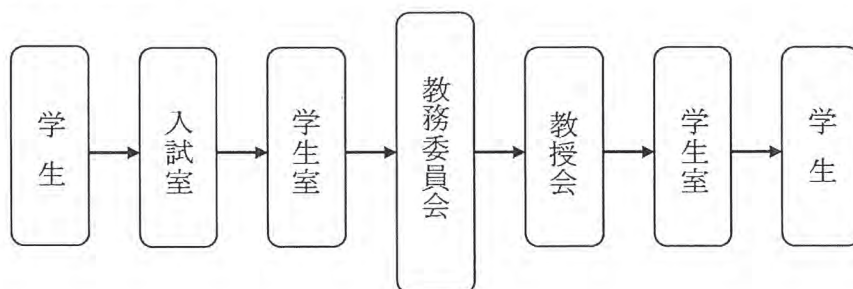 学生
入試室
学生室
教務委員会
教授会
学生室
学生